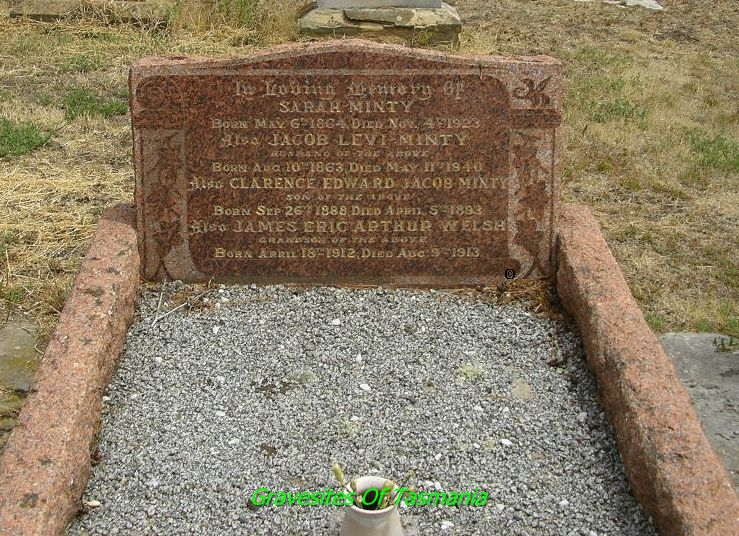 In Loving Memory Of
SARAH MINTY
BORN MAY 6TH 1864, DIED NOV. 4TH 1923
Also JACOB LEVI MINTY
HUSBAND OF THE ABOVE
BORN AUG. 10TH 1863, DIED MAY 11TH 1940
Also CLARENCE EDWARD JACOB MINTY
SON OF THE ABOVE
BORN SEP. 26TH 1888, DIED APRIL 5TH 1893
Also JAMES ERIC ARTHUR WELSH
GRANDSON OF THE ABOVE
BORN APRIL 18TH 1912, DIED AUG. 9TH 1913
Gravesites Of Tasmania